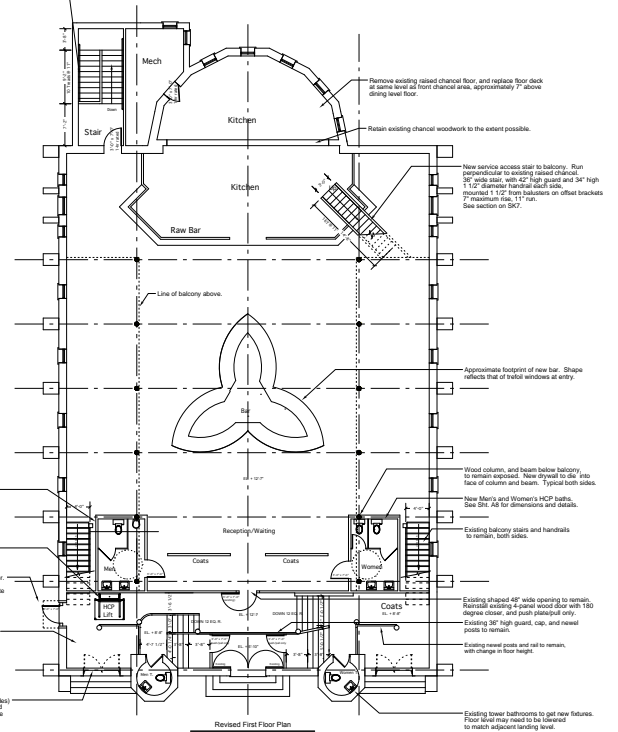 Mech
Stair
Kitchen
Remove existing raised chancel floor, and replace floor deck
at same level as front chancel area, approximately 7" above
dining level floor.
Retain existing chancel woodwork to the extent possible.
Kitchen
New service access stair to balcony. Run
perpendicular to existing raised chancel.
36" wide stair, with 42" high guard and 34" high
1 1/2" diameter handrail each side,
mounted 1 1/2" from balusters on offset brackets
7" maximum rise, 11" run.
See section on SK7.
Raw Bar
Line of balcony above.
Approximate footprint of new bar. Shape
reflects that of trefoil windows at entry.
Bar
EL. + 12'-7"
Wood column, and beam below balcony,
to remain exposed. New drywall to die into
face of column and beam. Typical both sides.
New Men's and Women's HCP baths.
See Sht. A8 for dimensions and details.
Reception/Waiting
Existing balcony stairs and handrails
to remain, both sides.
Coats
Coats
Men
Women
HCP
Lift
Coats
Existing shaped 48" wide opening to remain.
Reinstall existing 4-panel wood door with 180
degree closer, and push plate/pull only.
Existing 36" high guard, cap, and newel
posts to remain.
Existing newel posts and rail to remain,
with change in floor height.
Men T.
Existing tower bathrooms to get new fixtures.
Floor level may need to be lowered
to match adjacent landing level.
Revised First Floor Plan